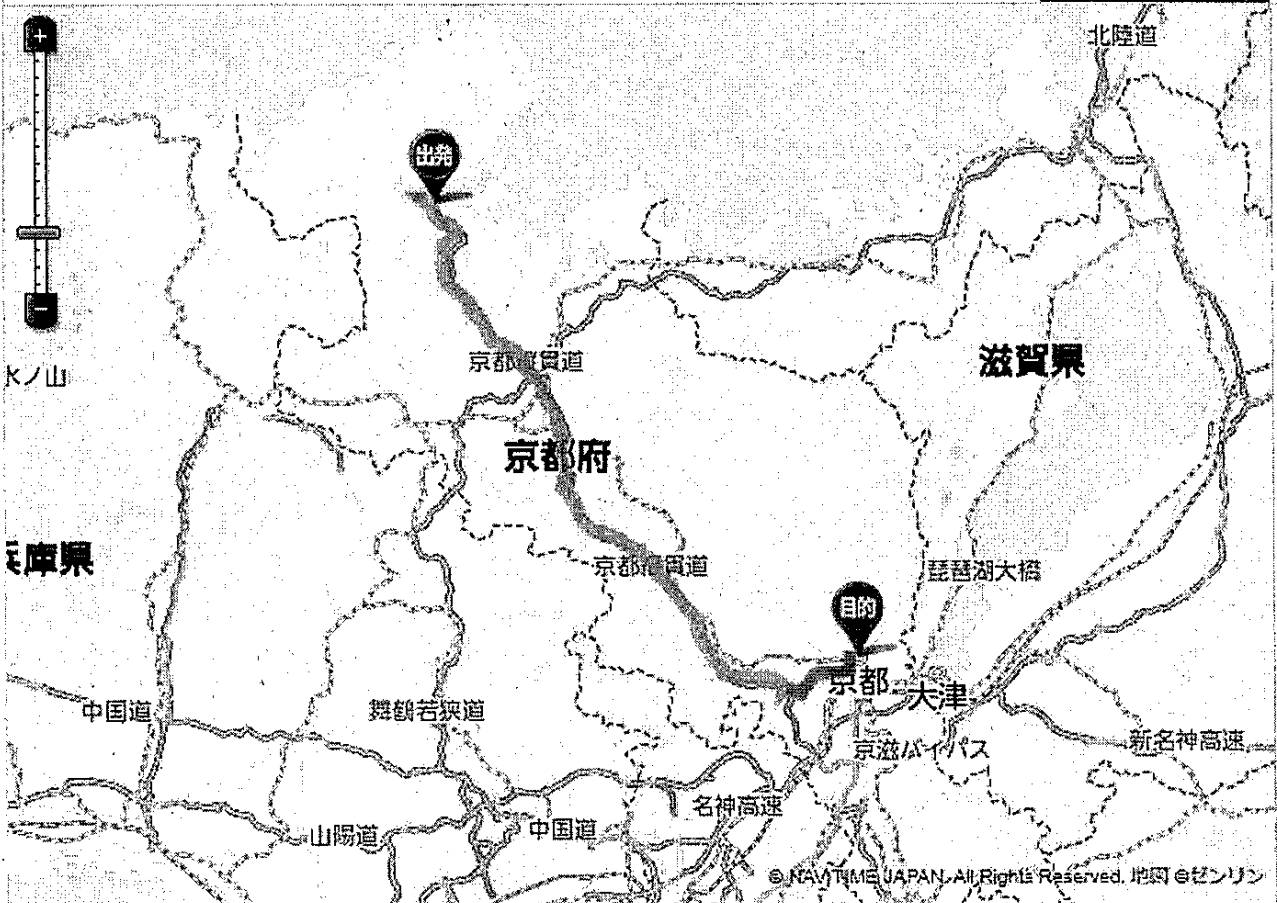 北陸道
出発
京都縦貫道
滋賀県
氷ノ山
京都府
兵庫県
京都縦貫道
琵琶湖大橋
目的
京都
大津
中国道
舞鶴若狭道
京滋バイパス
新名神高速
名神高速
山陽道
中国道
© NAVITIME JAPAN. All Rights Reserved. 地図 ©ゼンリン